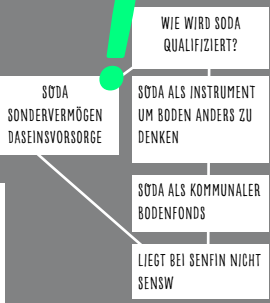 WIE WIRD SODA
QUALIFIZIERT?
SODA
SONDERVERMÖGEN
DASEINSVORSORGE
SODA ALS INSTRUMENT
UM BODEN ANDERS ZU
DENKEN
SODA ALS KOMMUNALER
BODENFONDS
LIEGT BEI SENFIN NICHT
SENSW